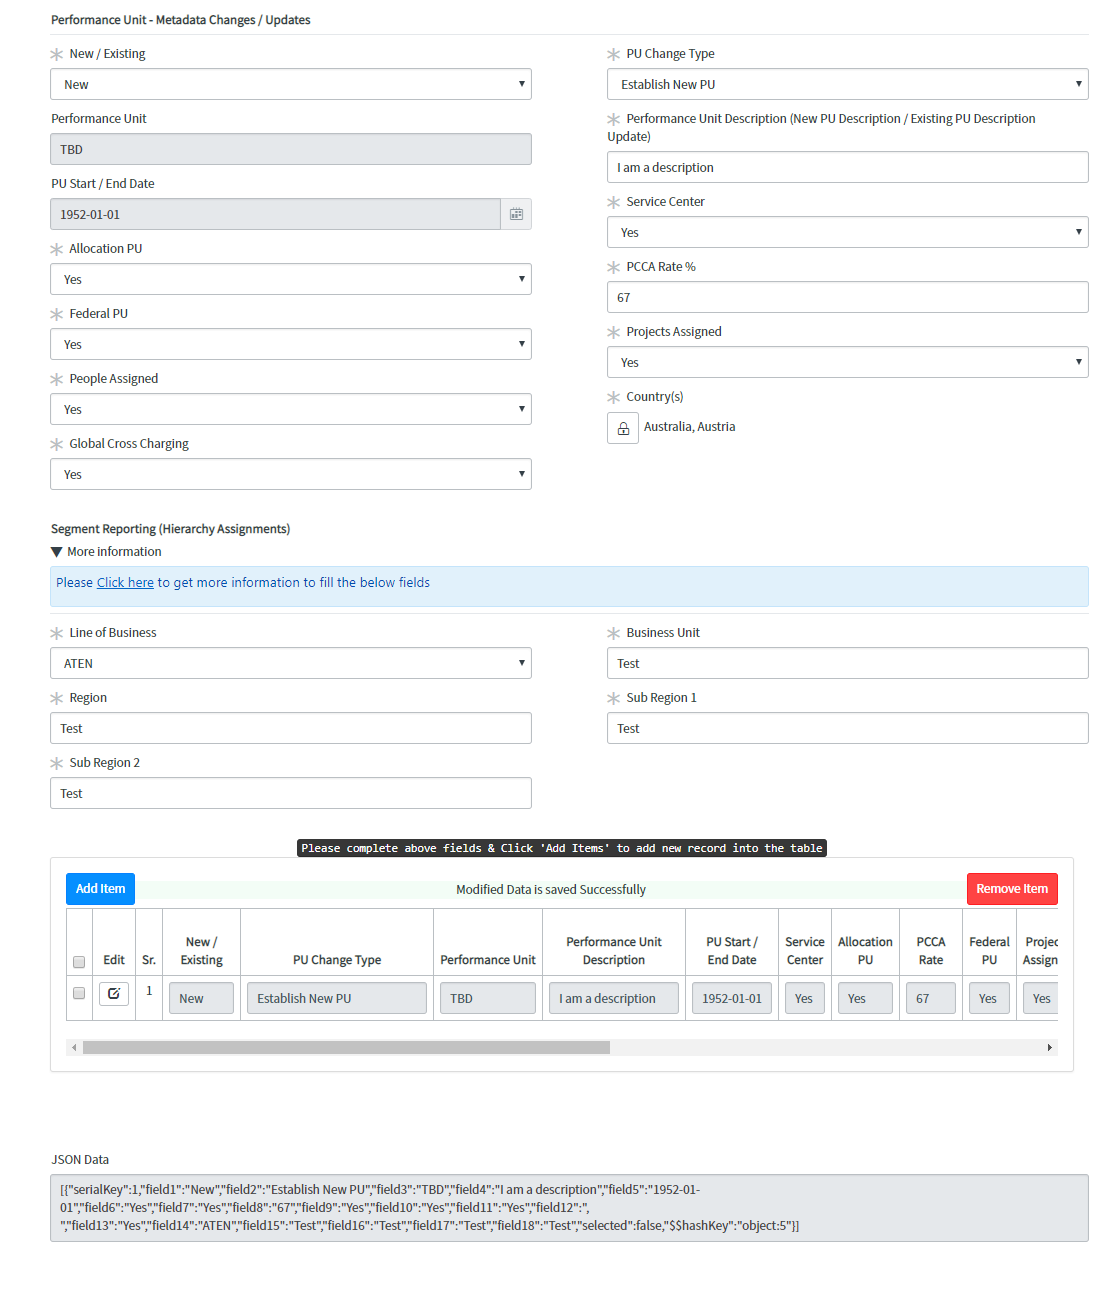 Performance Unit - Metadata Changes / Updates
New / Existing
New
Performance Unit
TBD
PU Start / End Date
1952-01-01
Allocation PU
Yes
Federal PU
Yes
People Assigned
Yes
Global Cross Charging
Yes
PU Change Type
Establish New PU
Performance Unit Description (New PU Description / Existing PU Description
Update)
I am a description
Service Center
Yes
PCCA Rate %
67
Projects Assigned
Yes
Country(s)
Australia, Austria
Segment Reporting (Hierarchy Assignments)
▼ More information
Please Click here to get more information to fill the below fields
Line of Business
ATEN
Business Unit
Test
Region
Test
Sub Region 1
Test
Sub Region 2
Test
Please complete above fields & Click 'Add Items' to add new record into the table
Add Item
Modified Data is saved Successfully
Remove Item
Edit
Sr.
New /
Existing
PU Change Type
Performance Unit
Performance Unit
Description
PU Start /
End Date
Service
Center
Allocation
PU
PCCA
Rate
Federal
PU
Projec
Assign
1
New
Establish New PU
TBD
I am a description
1952-01-01
Yes
Yes
67
Yes
Yes
JSON Data
[{"serialKey":1,"field1":"New","field2":"Establish New PU","field3":"TBD","field4":"I am a description","field5":"1952-01-
01","field6":"Yes","field7":"Yes","field8":"67","field9":"Yes","field10":"Yes","field11":"Yes","field12":",
","field13":"Yes","field14":"ATEN","field15":"Test","field16":"Test","field17":"Test","field18":"Test","selected":false,"$$hashKey":"object:5"}]